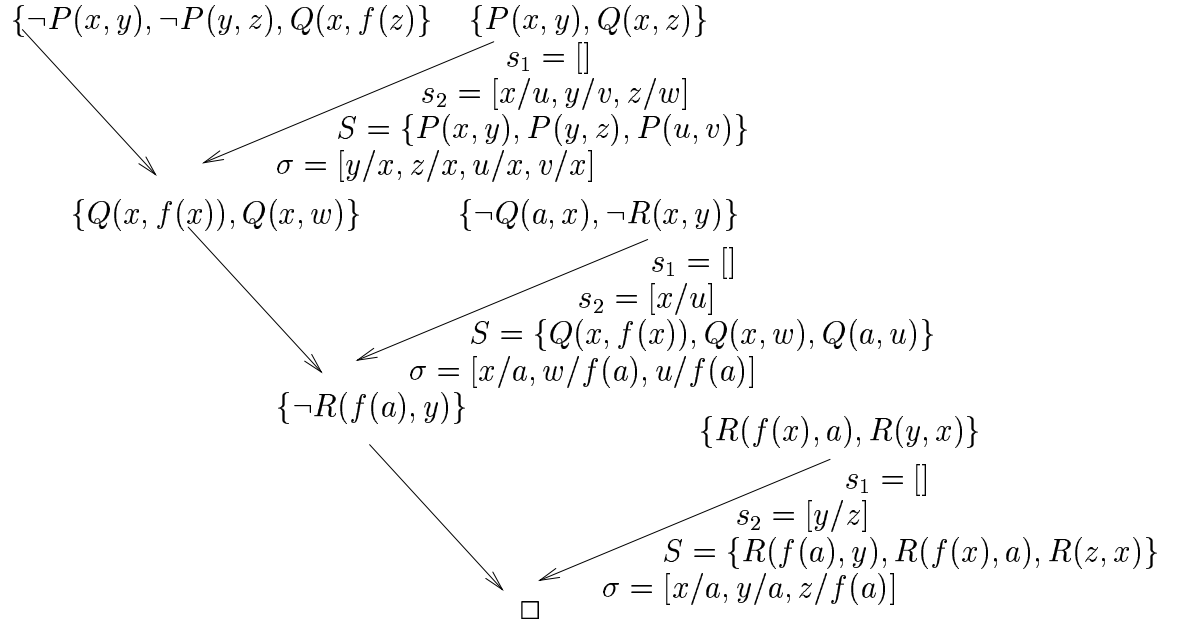 {¬P(x, y), ¬P(y, z), Q(x, f(z)} {P(x, y), Q(x, z)}
s₁ = []
s₂ = [x/u, y/v, z/w]
S = {P(x, y), P(y, z), P(u, v)}
σ = [y/x, z/x, u/x, v/x]
{Q(x, f(x)), Q(x, w)} {¬Q(a, x), ¬R(x, y)}
s₁ = []
s₂ = [x/u]
S = {Q(x, f(x)), Q(x, w), Q(a, u)}
σ = [x/a, w/f(a), u/f(a)]
{¬R(f(a), y)}
{R(f(x), a), R(y, x)}
s₁ = []
s₂ = [y/z]
S = {R(f(a), y), R(f(x), a), R(z, x)}
σ = [x/a, y/a, z/f(a)]
□